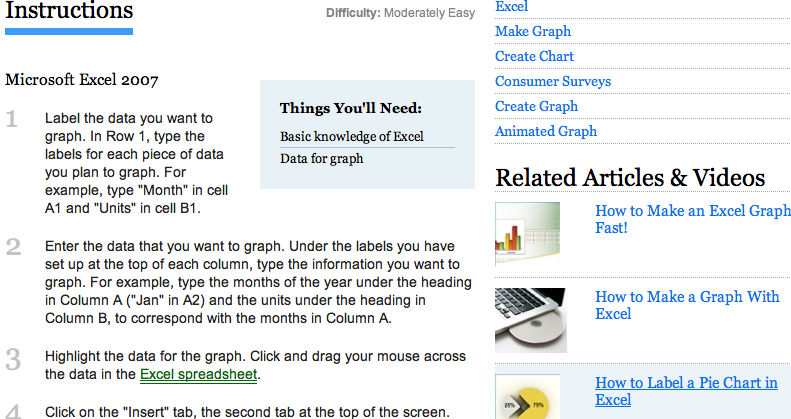 Instructions
Difficulty: Moderately Easy
Microsoft Excel 2007
Things You'll Need:
Basic knowledge of Excel
Data for graph
1
Label the data you want to
graph. In Row 1, type the
labels for each piece of data
you plan to graph. For
example, type "Month" in cell
A1 and "Units" in cell B1.
2
Enter the data that you want to graph. Under the labels you have
set up at the top of each column, type the information you want to
graph. For example, type the months of the year under the heading
in Column A ("Jan" in A2) and the units under the heading in
Column B, to correspond with the months in Column A.
3
Highlight the data for the graph. Click and drag your mouse across
the data in the Excel spreadsheet.
4
Click on the "Insert" tab, the second tab at the top of the screen.
Excel
Make Graph
Create Chart
Consumer Surveys
Create Graph
Animated Graph
Related Articles & Videos
How to Make an Excel Graph
Fast!
How to Make a Graph With
Excel
How to Label a Pie Chart in
Excel
25% 75%